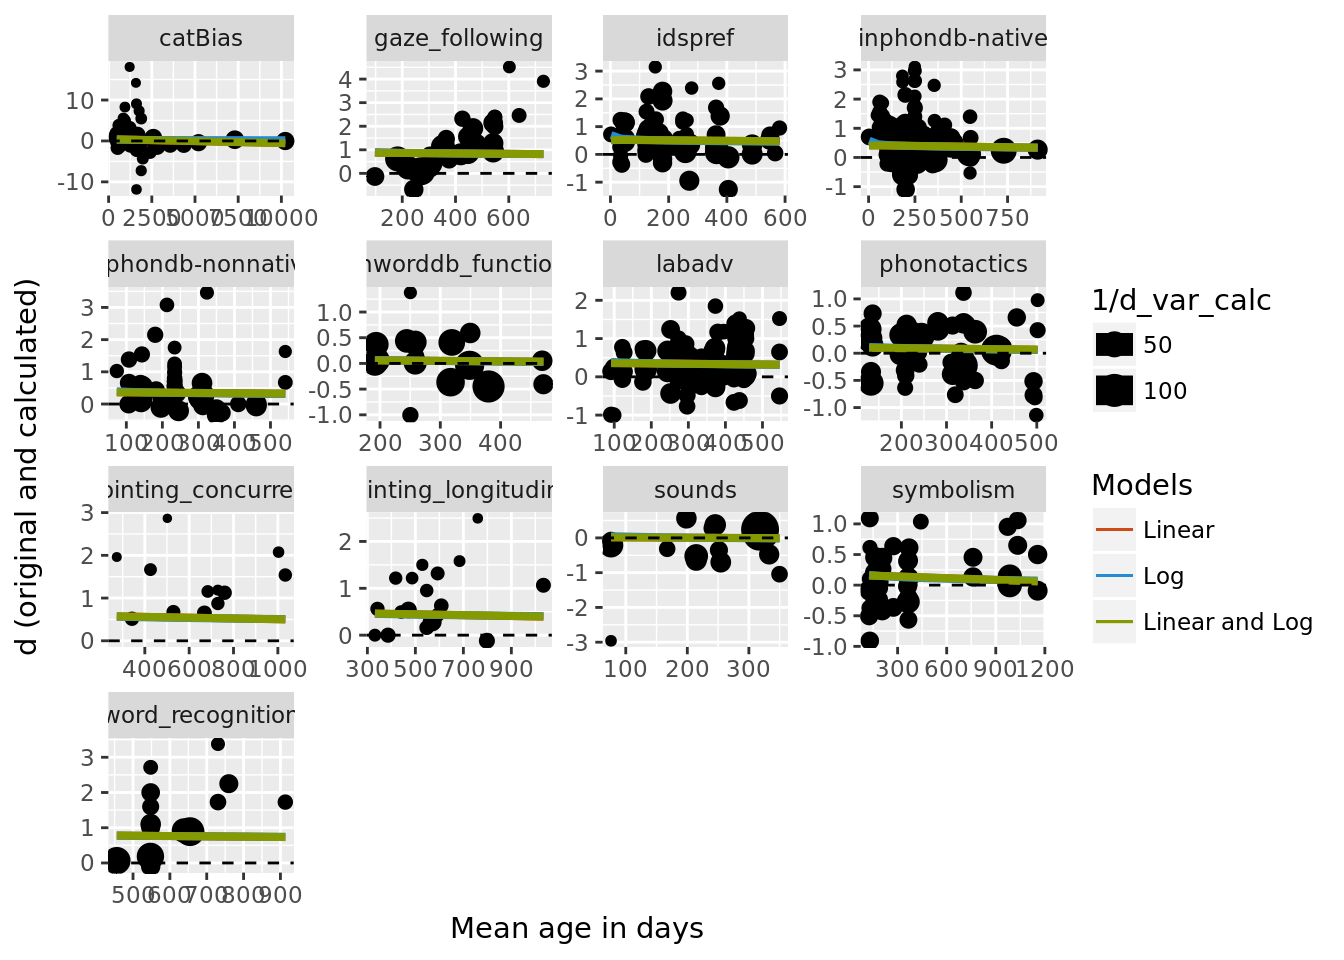 catBias
gaze_following
idspref
inphondb-native
10
0
-10
0 2500 5000 7500 10000
4
3
2
1
0
200 400 600
3
2
1
0
-1
0 200 400 600
3
2
1
0
-1
0 250 500 750
phondb-nonnativ
nworddb_functio
labadv
phonotactics
3
2
1
0
100 200 300 400 500
1.0
0.5
0.0
-0.5
-1.0
200 300 400
2
1
0
-1
100 200 300 400 500
1.0
0.5
0.0
-0.5
-1.0
200 300 400 500
ointing_concurre
inting_longitudin
sounds
symbolism
3
2
1
0
400 600 800 1000
2
1
0
300 500 700 900
0
-1
-2
-3
100 300
1.0
0.5
0.0
-0.5
-1.0
300 600 900 1200
word_recognition
3
2
1
0
500 600 700 800 900
Mean age in days
d (original and calculated)
1/d_var_calc
50
100
Models
Linear
Log
Linear and Log